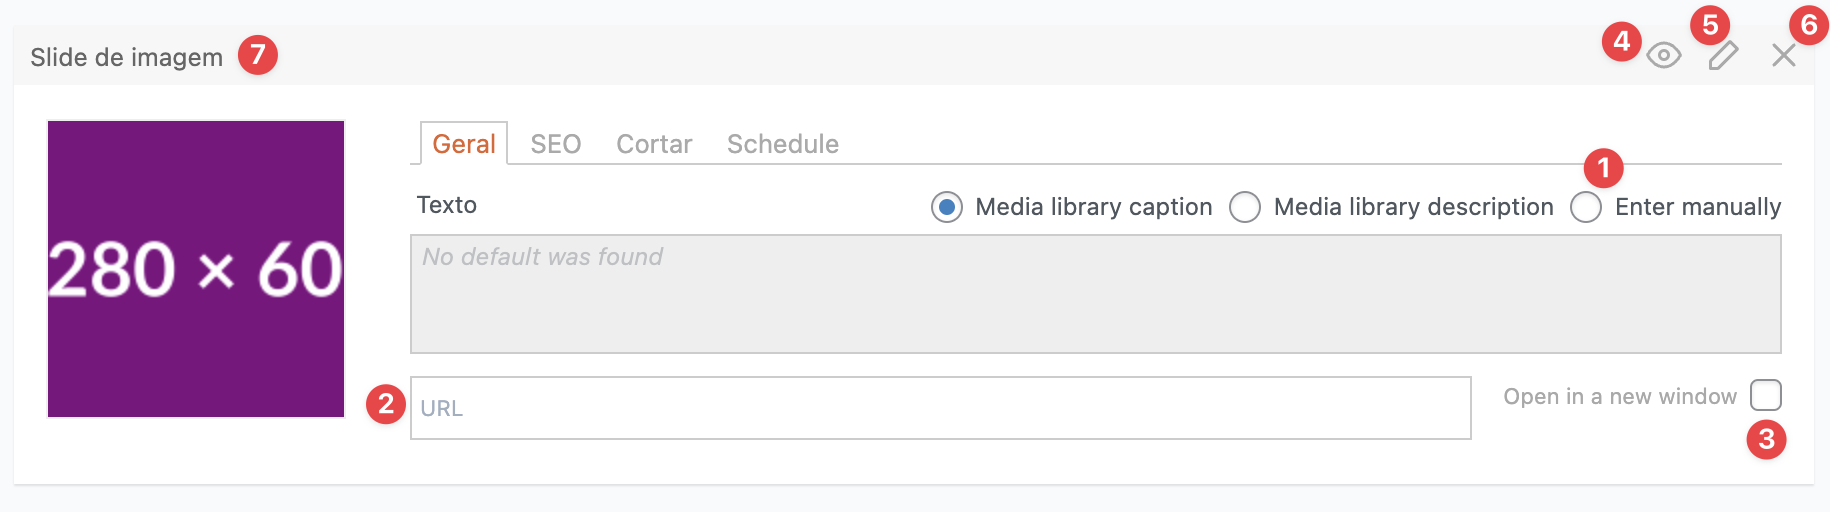 Slide de imagem 7
4 5 6
280 × 60
Geral SEO Cortar Schedule
1
Texto Media library caption Media library description Enter manually
No default was found
2 URL Open in a new window
3